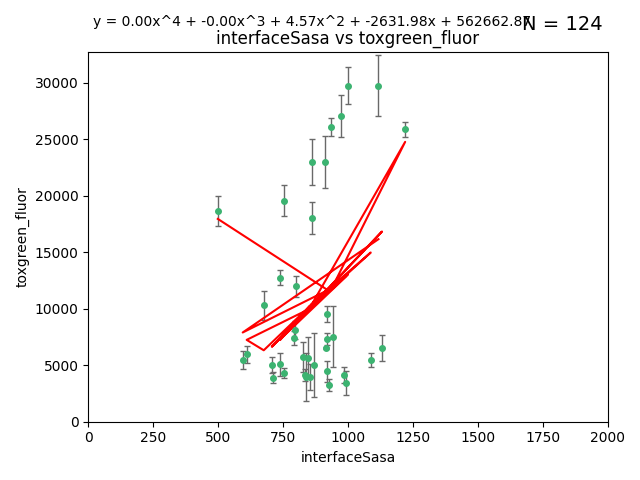 y = 0.00x^4 + -0.00x^3 + 4.57x^2 + -2631.98x + 562662.87,
N = 124
interfaceSasa vs toxgreen_fluor
30000
25000
20000
15000
10000
5000
0
toxgreen_fluor
0 250 500 750 1000 1250 1500 1750 2000
interfaceSasa